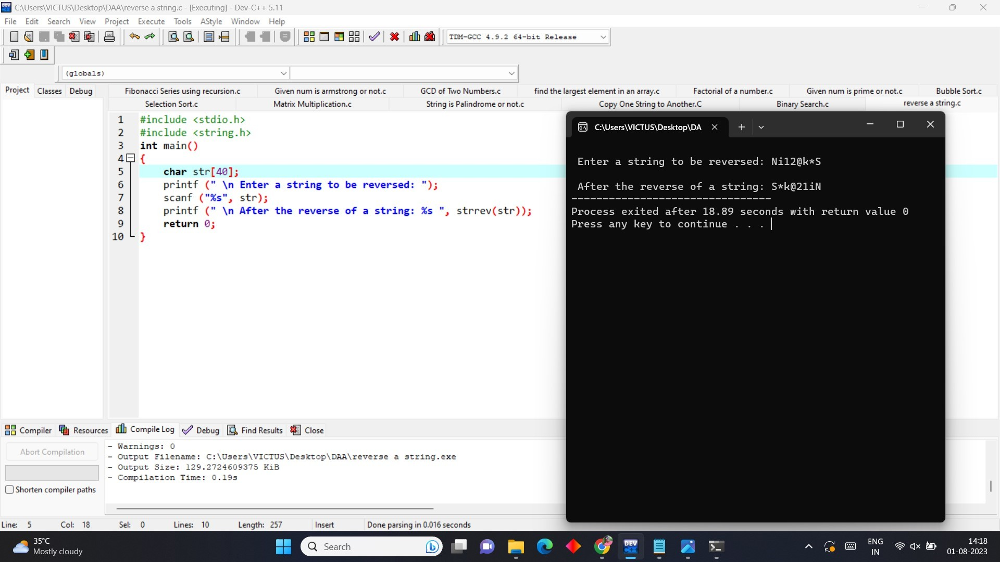 C:\Users\VICTUS\Desktop\DAA\reverse a string.c - [Executing] - Dev-C++ 5.11
File Edit Search View Project Execute Tools AStyle Window Help
TDM-GCC 4.9.2 64-bit Release
(globals)
Project Classes Debug
Fibonacci Series using recursion.c Given num is armstrong or not.c GCD of Two Numbers.c find the largest element in an array.c Factorial of a number.c Given num is prime or not.c Bubble Sort.c
Selection Sort.c Matrix Multiplication.c String is Palindrome or not.c Copy One String to Another.C Binary Search.c reverse a string.c
1 #include <stdio.h>
2 #include <string.h>
3 int main()
4 {
5 char str[40];
6 printf (" \n Enter a string to be reversed: ");
7 scanf ("%s", str);
8 printf (" \n After the reverse of a string: %s ", strrev(str));
9 return 0;
10 }
C:\Users\VICTUS\Desktop\DA
Enter a string to be reversed: Ni12@k*S
After the reverse of a string: S*k@21iN
--------------------------------
Process exited after 18.89 seconds with return value 0
Press any key to continue . . .
Compiler Resources Compile Log Debug Find Results Close
Abort Compilation
Shorten compiler paths
- Warnings: 0
- Output Filename: C:\Users\VICTUS\Desktop\DAA\reverse a string.exe
- Output Size: 129.2724609375 KiB
- Compilation Time: 0.19s
Line: 5 Col: 18 Sel: 0 Lines: 10 Length: 257 Insert Done parsing in 0.016 seconds
35°C
Mostly cloudy
Search
DEV
ENG
IN
14:18
01-08-2023